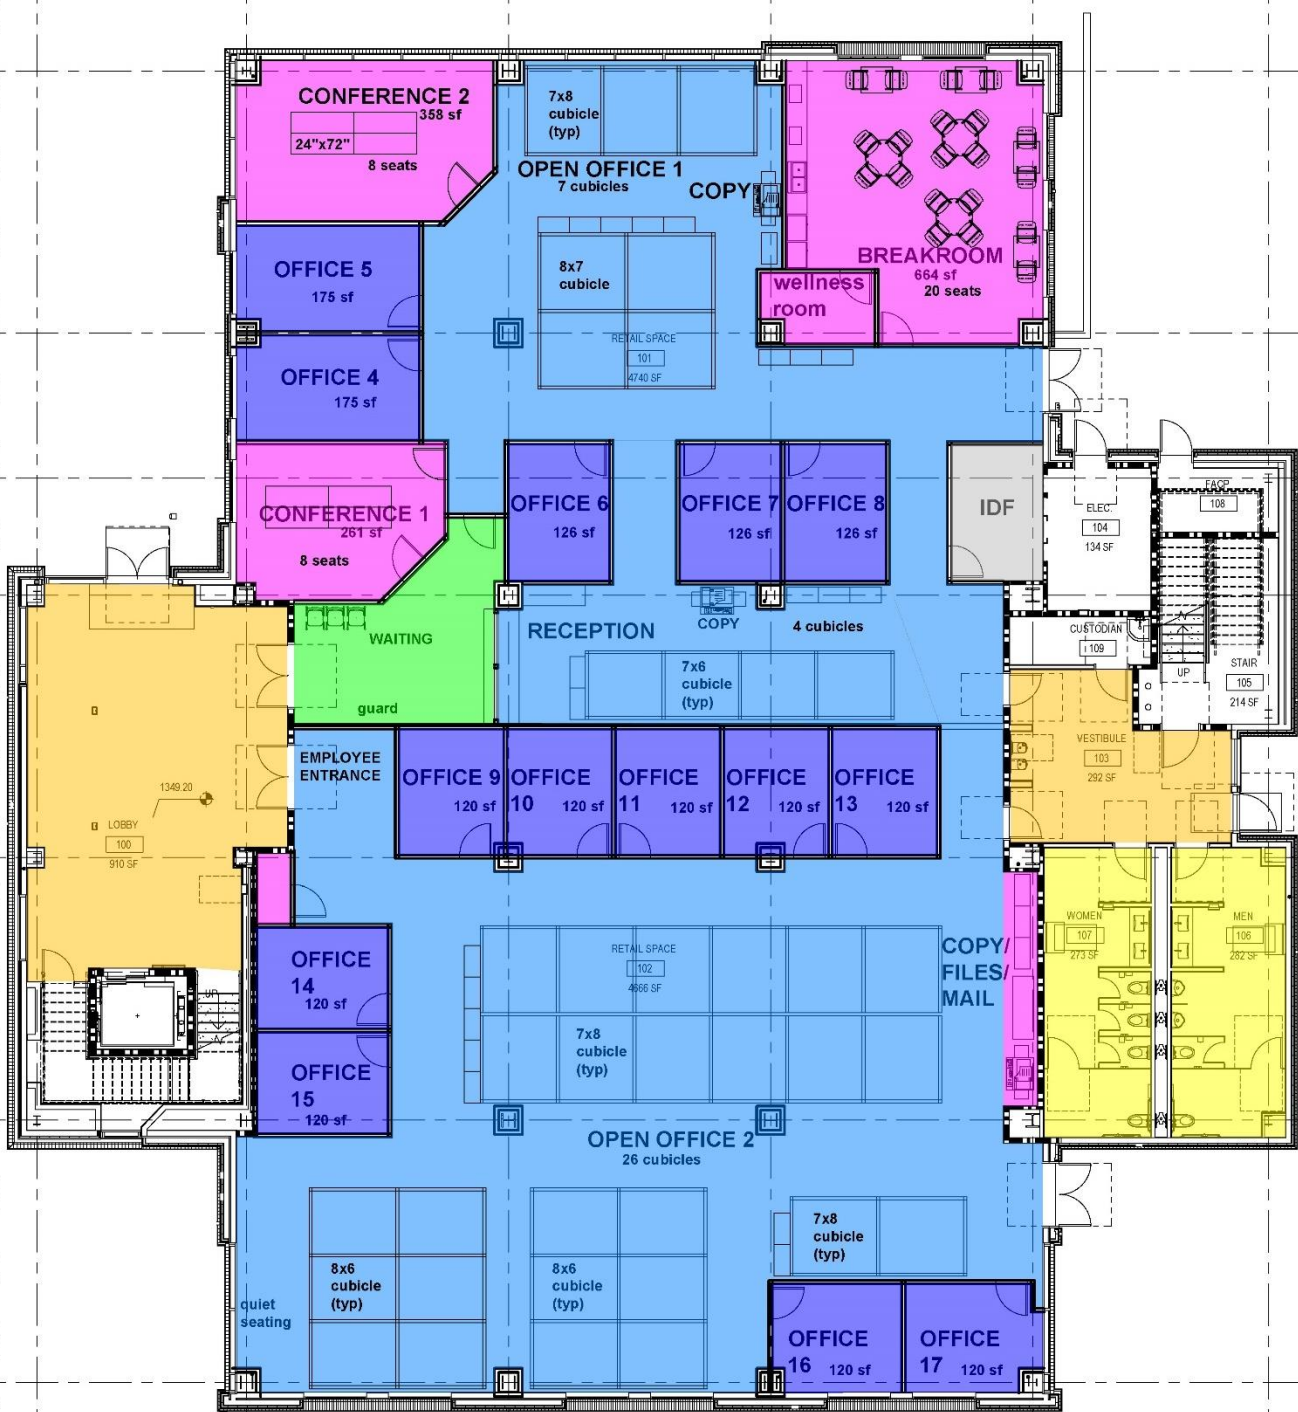 CONFERENCE 2
358 sf
24"x72"
8 seats
7x8
cubicle
(typ)
OPEN OFFICE 1
7 cubicles
COPY
BREAKROOM
664 sf
20 seats
wellness
room
OFFICE 5
175 sf
8x7
cubicle
RETAIL SPACE
101
4740 SF
OFFICE 4
175 sf
CONFERENCE 1
261 sf
8 seats
OFFICE 6
126 sf
OFFICE 7
126 sf
OFFICE 8
126 sf
IDF
ELEC.
104
134 SF
FACP
108
WAITING
guard
RECEPTION
COPY
4 cubicles
7x6
cubicle
(typ)
CUSTODIAN
109
UP
STAIR
105
214 SF
VESTIBULE
103
292 SF
1349.20
LOBBY
100
910 SF
EMPLOYEE
ENTRANCE
OFFICE 9
120 sf
OFFICE
10
120 sf
OFFICE
11
120 sf
OFFICE
12
120 sf
OFFICE
13
120 sf
WOMEN
107
273 SF
MEN
106
282 SF
OFFICE
14
120 sf
RETAIL SPACE
102
4666 SF
COPY/
FILES/
MAIL
UP
7x8
cubicle
(typ)
OFFICE
15
120 sf
OPEN OFFICE 2
26 cubicles
8x6
cubicle
(typ)
8x6
cubicle
(typ)
7x8
cubicle
(typ)
quiet
seating
OFFICE
16
120 sf
OFFICE
17
120 sf